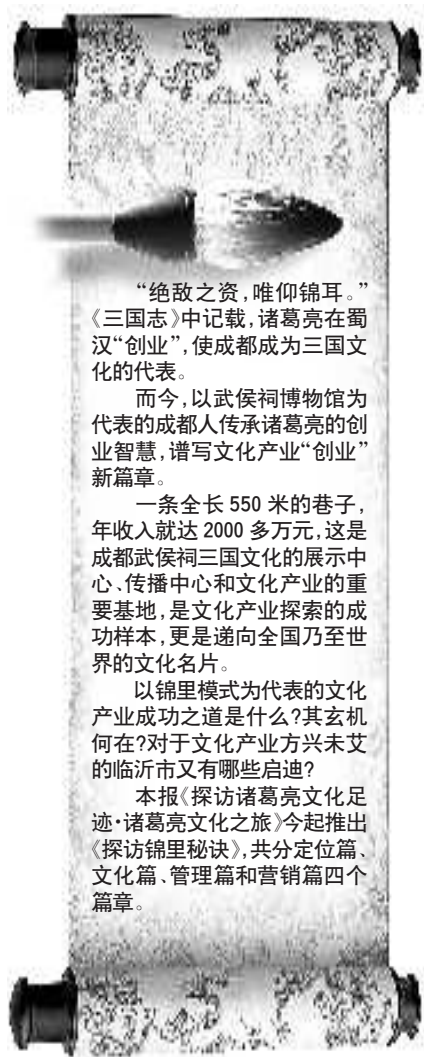 “绝敌之资,唯仰锦耳。”
《三国志》中记载,诸葛亮在蜀
汉“创业”,使成都成为三国文
化的代表。
而今,以武侯祠博物馆为
代表的成都人传承诸葛亮的创
业智慧,谱写文化产业“创业”
新篇章。
一条全长 550 米的巷子,
年收入就达 2000 多万元,这是
成都武侯祠三国文化的展示中
心、传播中心和文化产业的重
要基地,是文化产业探索的成
功样本,更是递向全国乃至世
界的文化名片。
以锦里模式为代表的文化
产业成功之道是什么?其玄机
何在?对于文化产业方兴未艾
的临沂市又有哪些启迪?
本报《探访诸葛亮文化足
迹·诸葛亮文化之旅》今起推出
《探访锦里秘诀》,共分定位篇、
文化篇、管理篇和营销篇四个
篇章。